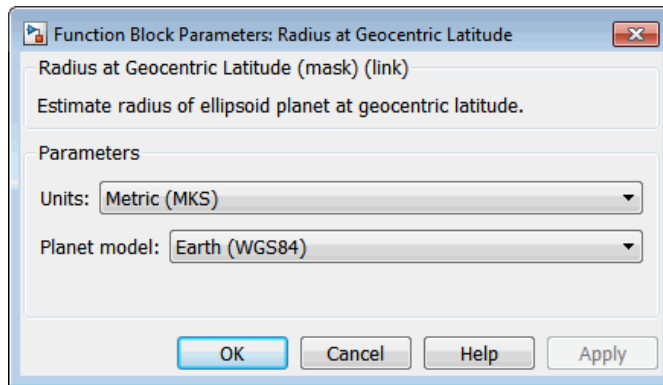 Function Block Parameters: Radius at Geocentric Latitude
Radius at Geocentric Latitude (mask) (link)
Estimate radius of ellipsoid planet at geocentric latitude.
Parameters
Units: Metric (MKS)
Planet model: Earth (WGS84)
OK Cancel Help Apply